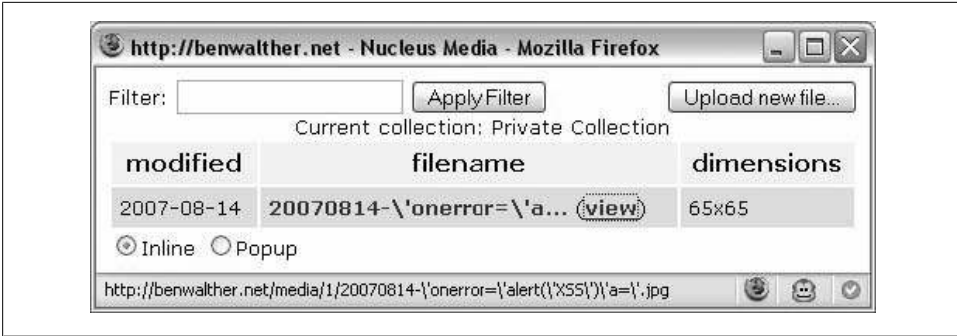 http://benwalther.net - Nucleus Media - Mozilla Firefox
Filter: Apply Filter Upload new file...
Current collection: Private Collection
modified filename dimensions
2007-08-14 20070814-\'onerror=\'a... (view) 65x65
Inline Popup
http://benwalther.net/media/1/20070814-\'onerror=\'alert(\'XSS\')\'a=\'.jpg